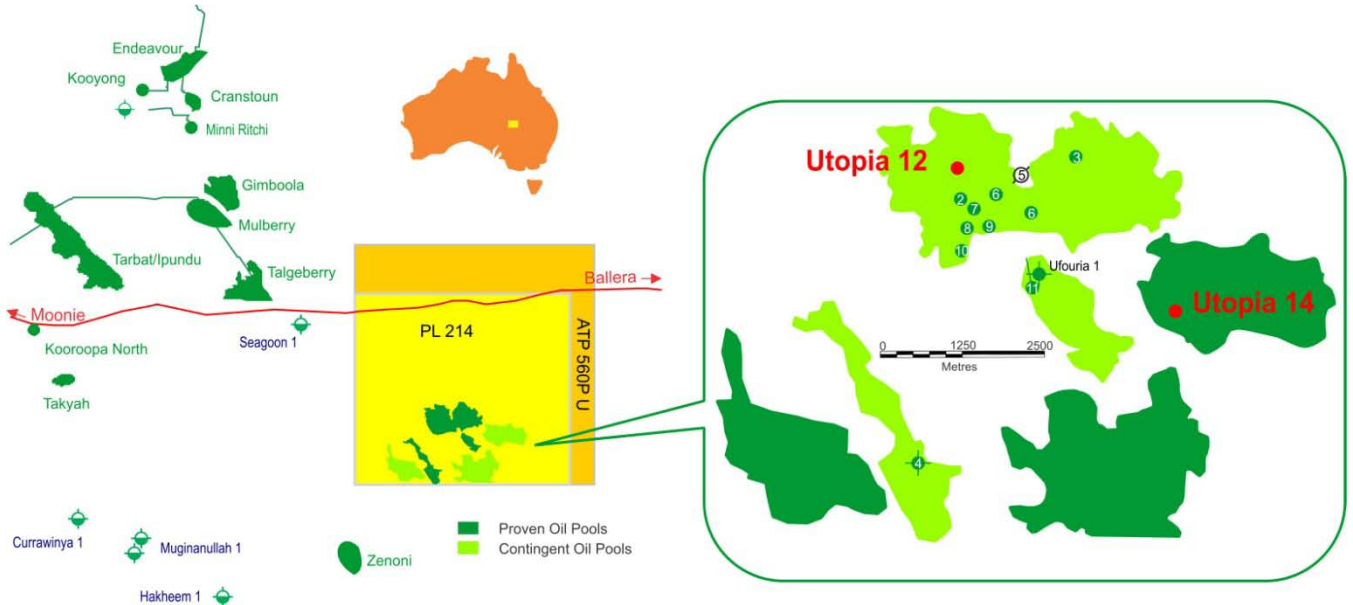 Endeavour
Kooyong
Cranstoun
Minni Ritchi
Gimboola
Mulberry
Tarbat/Ipundu
Talgeberry
Ballera
Moonie
Kooroopa North
Seagoon 1
Takyah
PL 214
ATP 560P U
Currawinya 1
Muginanullah 1
Hakheem 1
Zenoni
Proven Oil Pools
Contingent Oil Pools
Utopia 12
3
5
2
6
7
6
8
9
10
Ufouria 1
11
Utopia 14
0 1250 2500
Metres
4